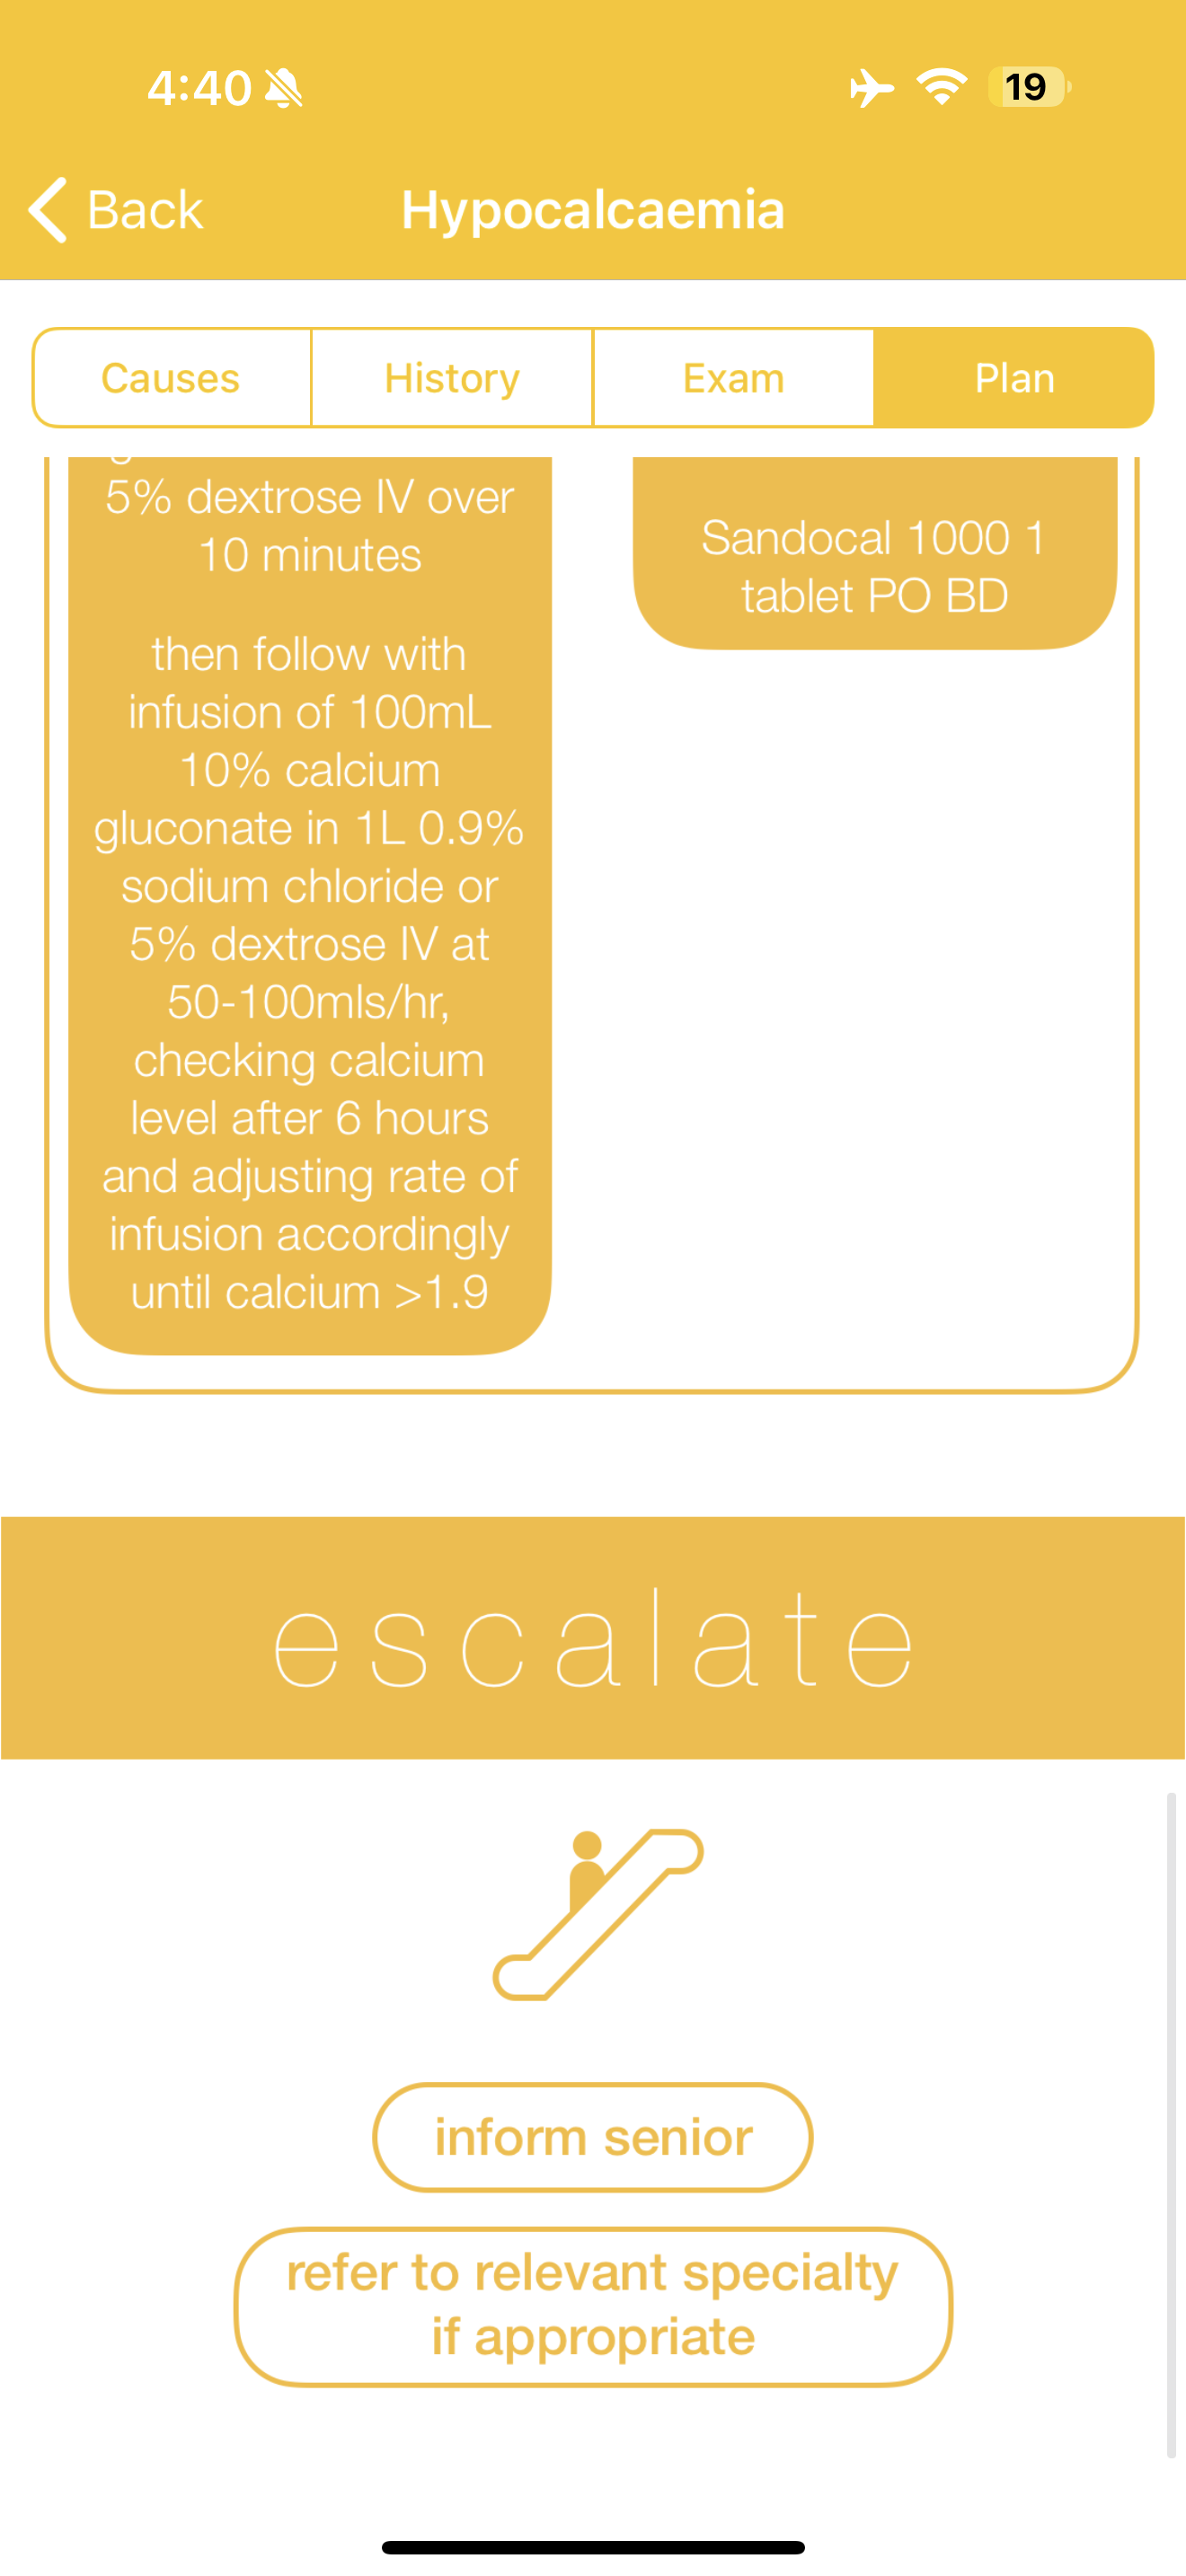 4:40
19
Back
Hypocalcaemia
Causes
History
Exam
Plan
5% dextrose IV over
10 minutes
then follow with
infusion of 100mL
10% calcium
gluconate in 1L 0.9%
sodium chloride or
5% dextrose IV at
50-100mls/hr,
checking calcium
level after 6 hours
and adjusting rate of
infusion accordingly
until calcium >1.9
Sandocal 1000 1
tablet PO BD
escalate
inform senior
refer to relevant specialty
if appropriate